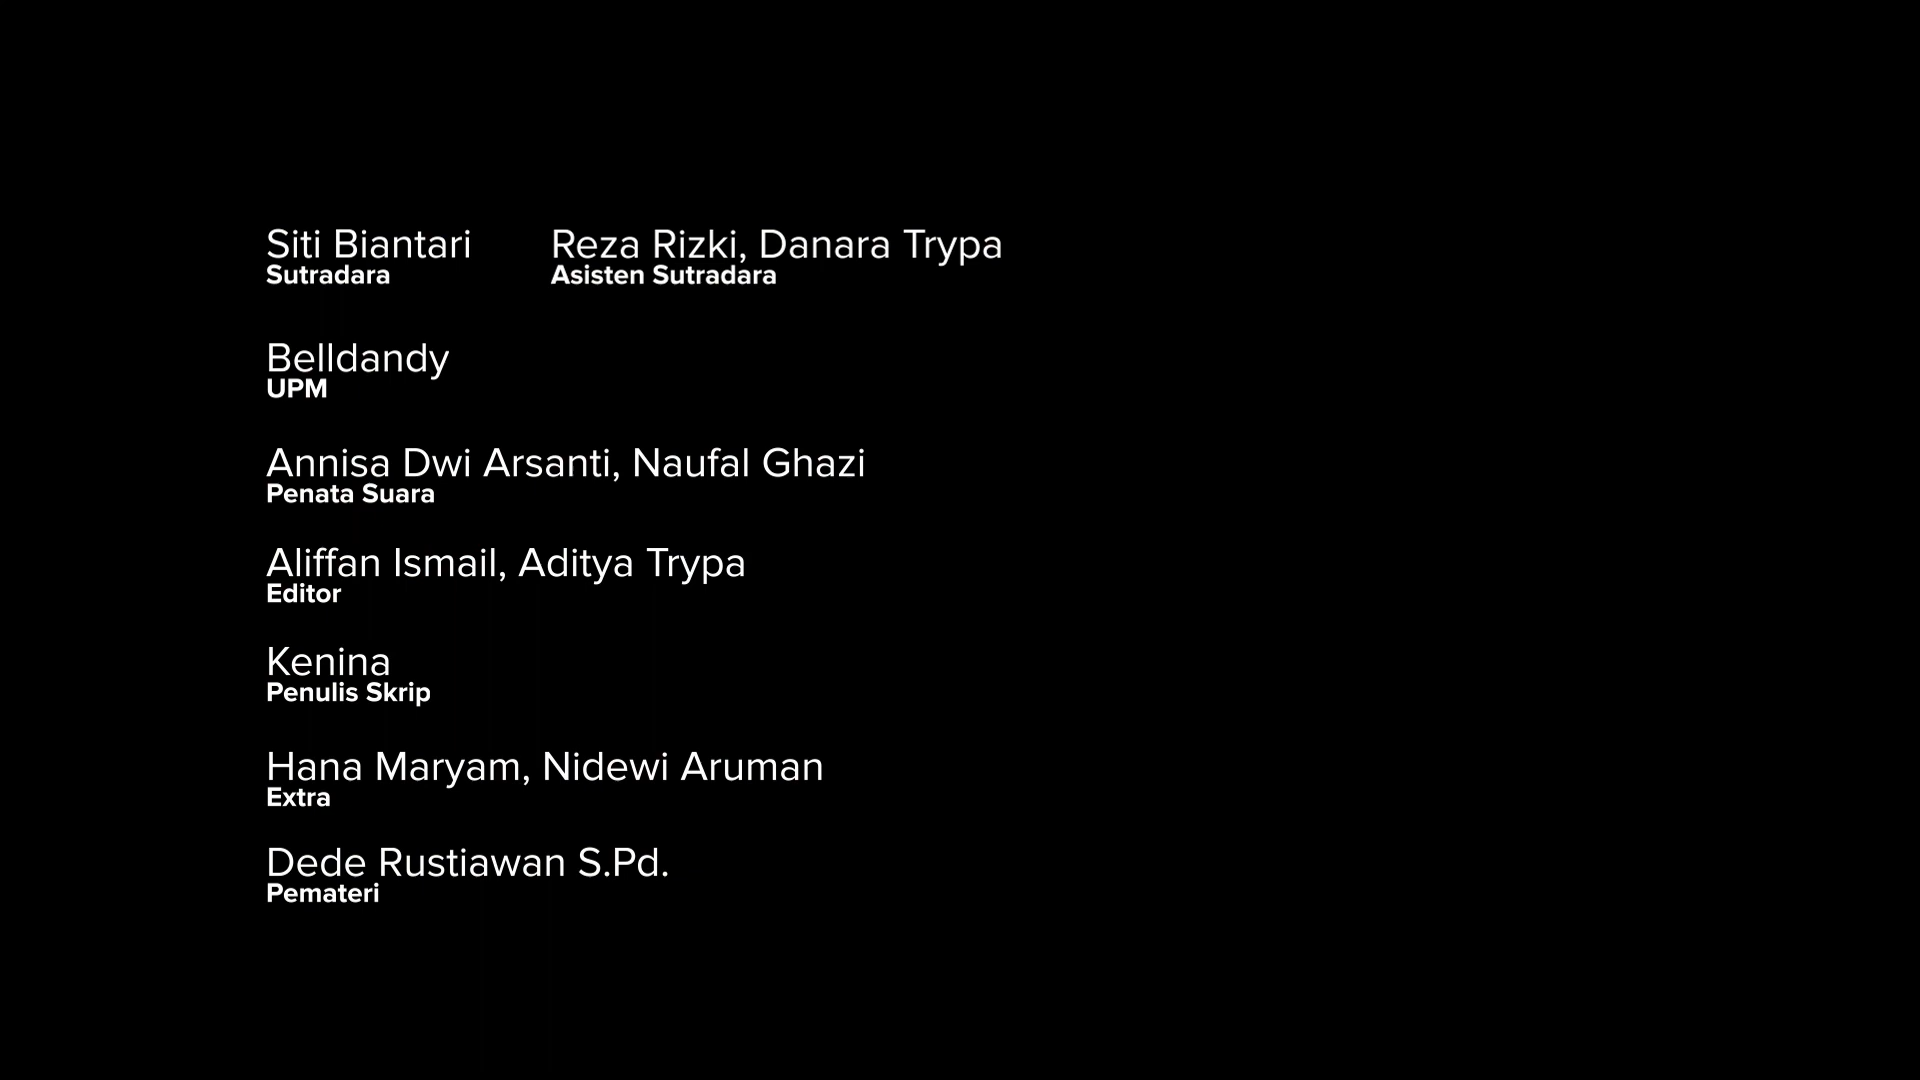 Siti Biantari
Sutradara
Reza Rizki, Danara Trypa
Asisten Sutradara
Belldandy
UPM
Annisa Dwi Arsanti, Naufal Ghazi
Penata Suara
Aliffan Ismail, Aditya Trypa
Editor
Kenina
Penulis Skrip
Hana Maryam, Nidewi Aruman
Extra
Dede Rustiawan S.Pd.
Pemateri